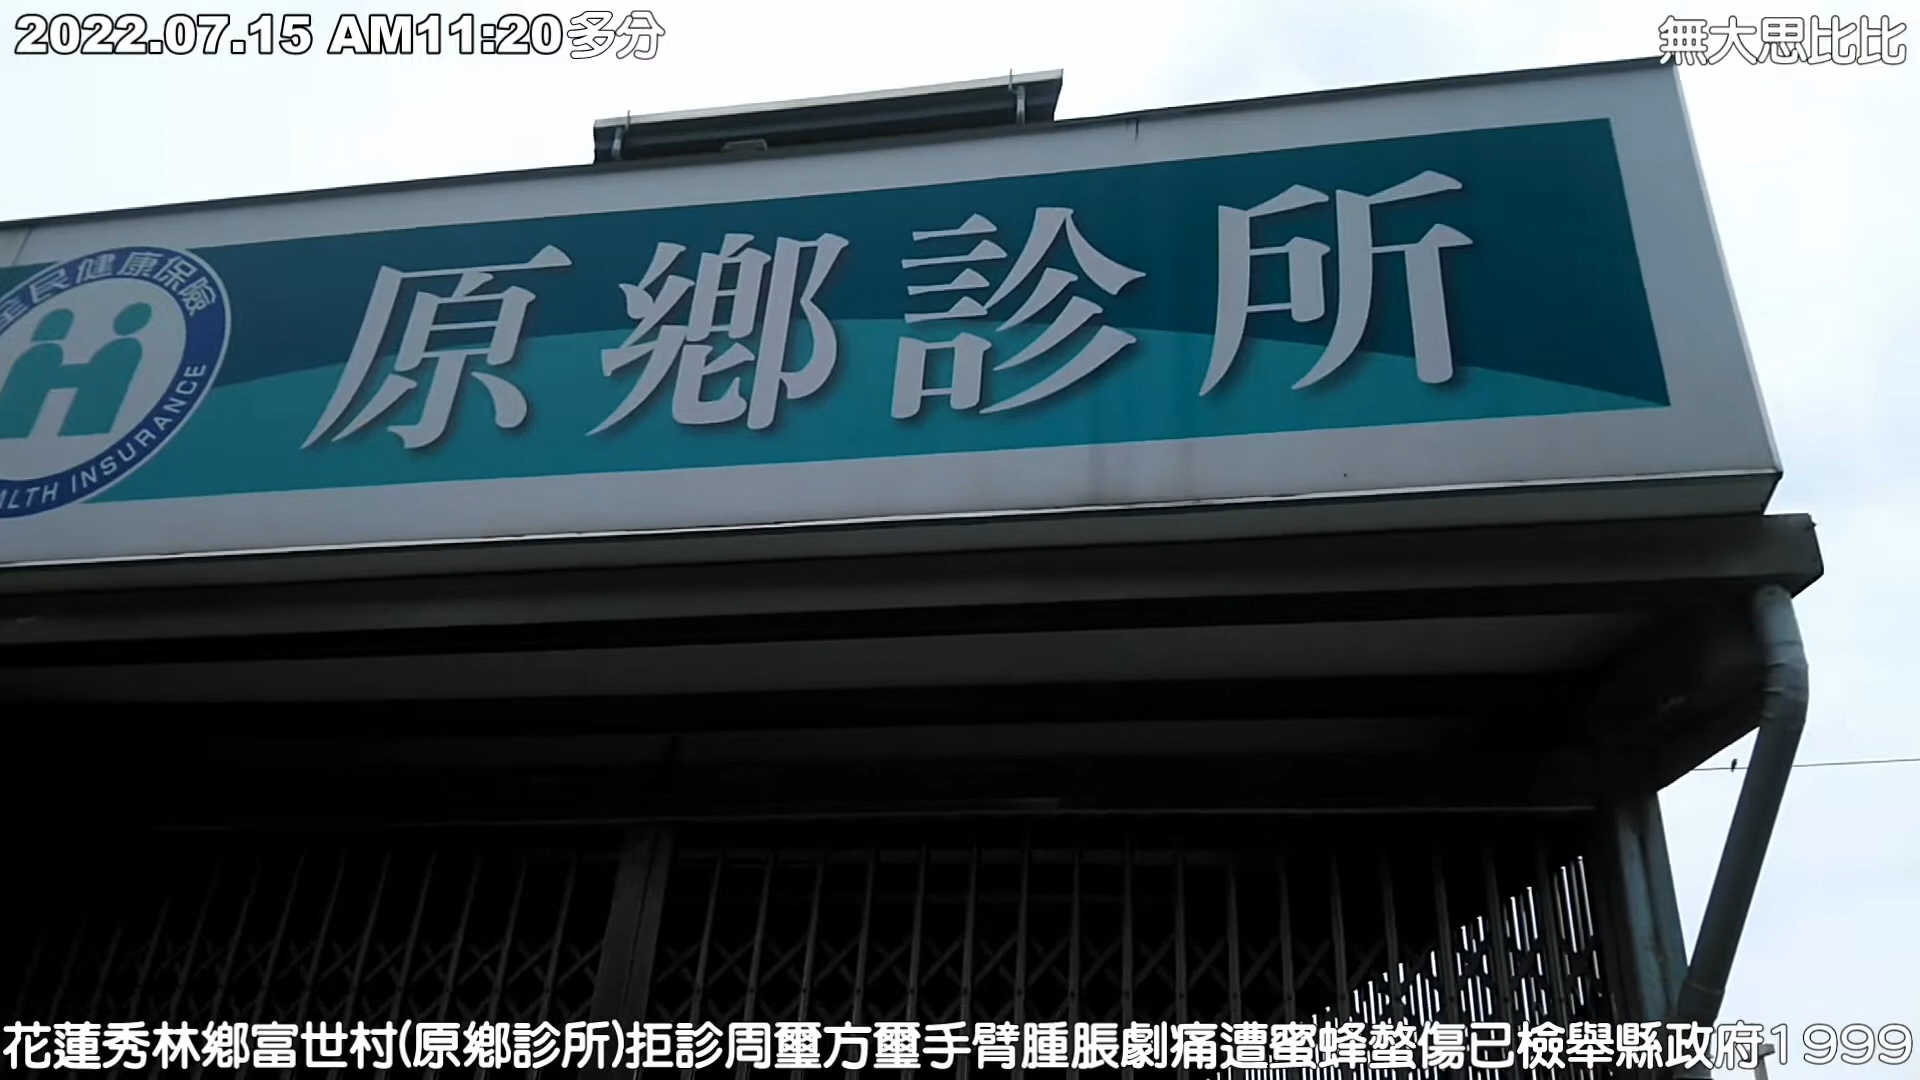 2022.07.15 AM11:20多分
無大思比比
全民健康保險
原鄉診所
ALTH INSURANCE
花蓮秀林鄉富世村(原鄉診所)拒診周璽方璽手臂腫脹劇痛遭蜜蜂螫傷已檢舉縣政府1999